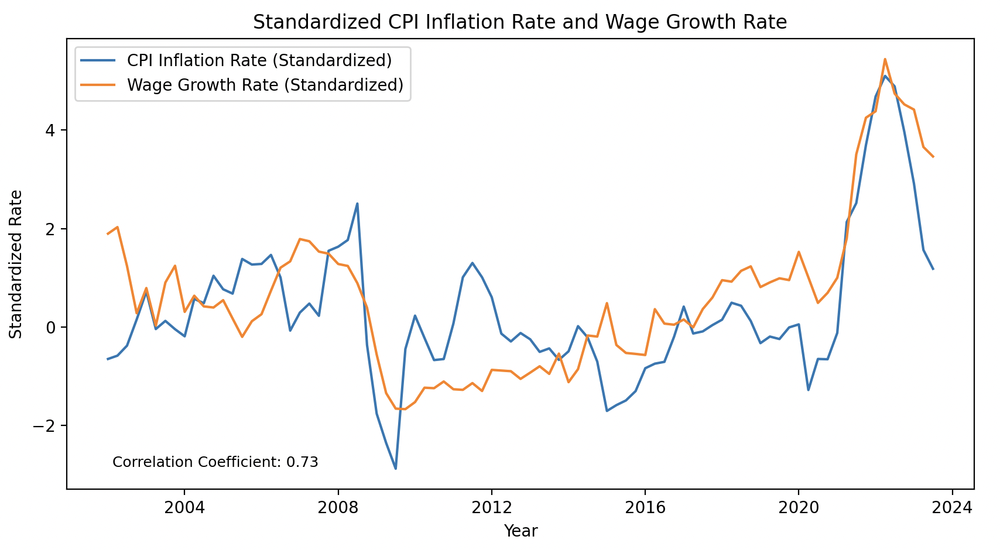 Standardized CPI Inflation Rate and Wage Growth Rate
CPI Inflation Rate (Standardized)
Wage Growth Rate (Standardized)
Standardized Rate
4
2
0
−2
Correlation Coefficient: 0.73
2004
2008
2012
2016
2020
2024
Year